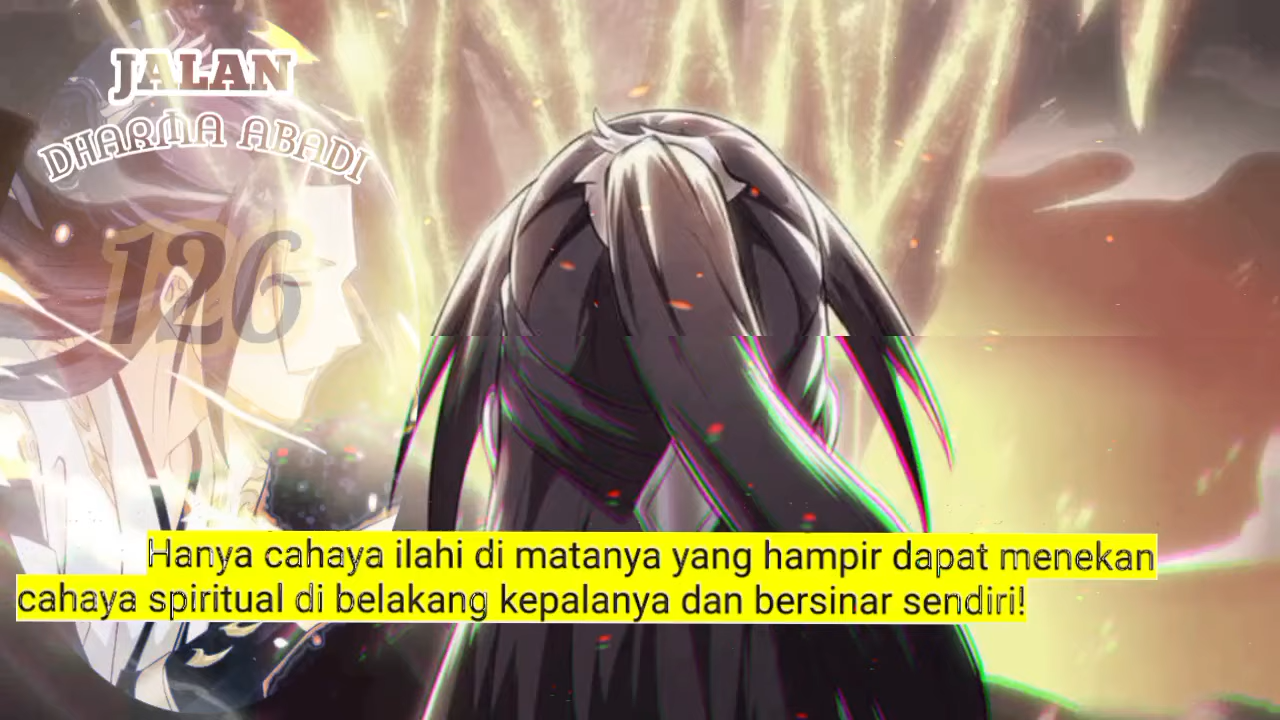 JALAN
DHARMA ABADI
126
Hanya cahaya ilahi di matanya yang hampir dapat menekan
cahaya spiritual di belakang kepalanya dan bersinar sendiri!